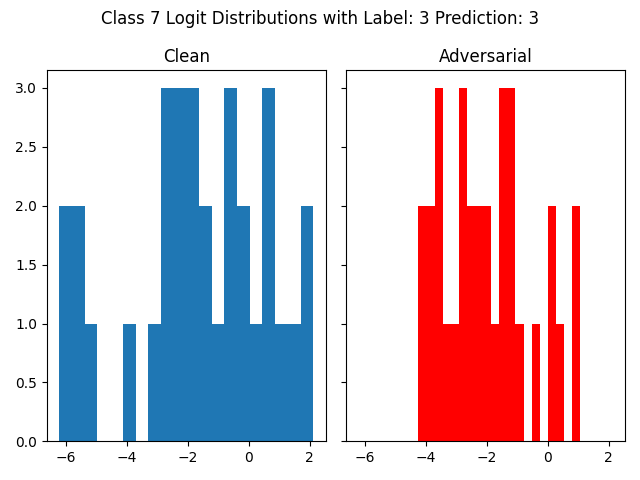 Class 7 Logit Distributions with Label: 3 Prediction: 3
Clean
Adversarial
3.0
2.5
2.0
1.5
1.0
0.5
0.0
−6 −4 −2 0 2
−6 −4 −2 0 2